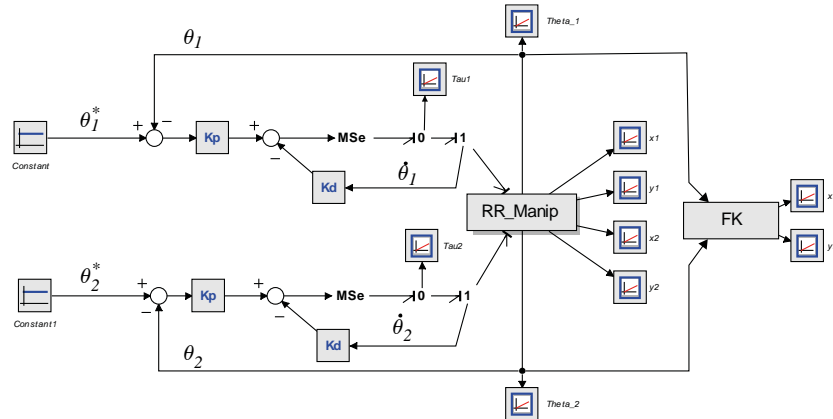 Theta_1
θ1
Tau1
θ1*
+
−
Kp
+
−
MSe
0
1
Constant
Kd
θ̇1
x1
y1
RR_Manip
FK
x
y
x2
y2
Tau2
θ2*
+
−
Kp
+
−
MSe
0
1
Constant1
Kd
θ̇2
θ2
Theta_2